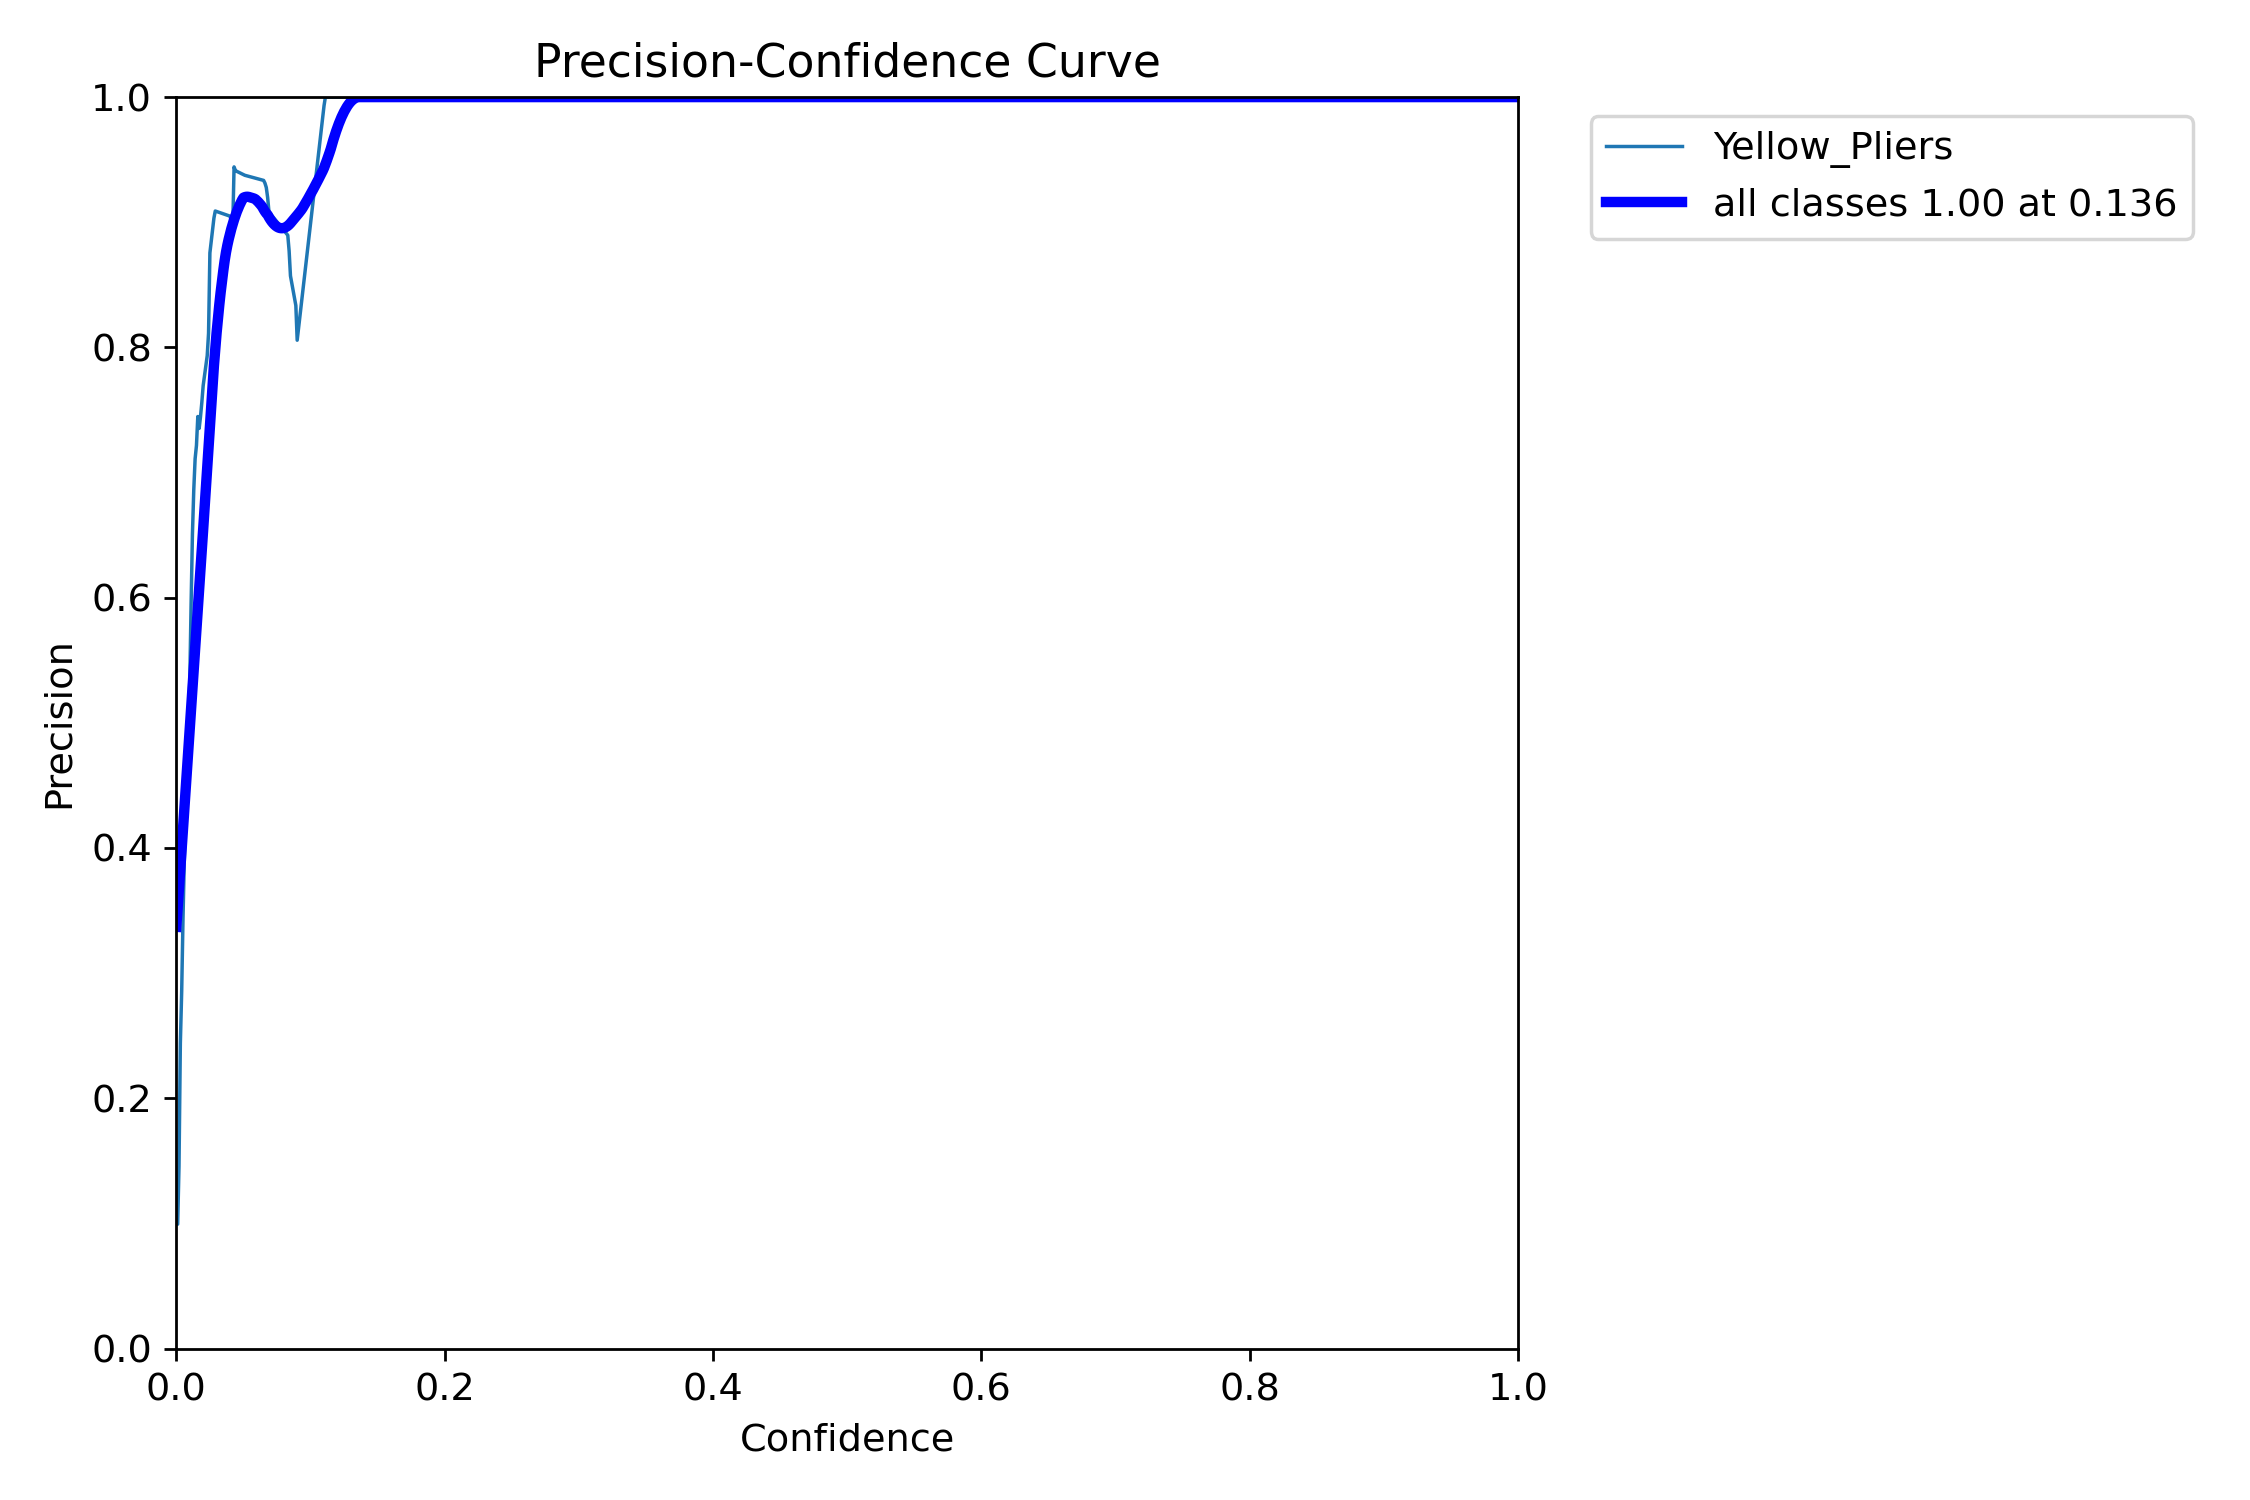 Precision-Confidence Curve
1.0
0.8
0.6
0.4
0.2
0.0
Precision
0.0 0.2 0.4 0.6 0.8 1.0
Confidence
Yellow_Pliers
all classes 1.00 at 0.136